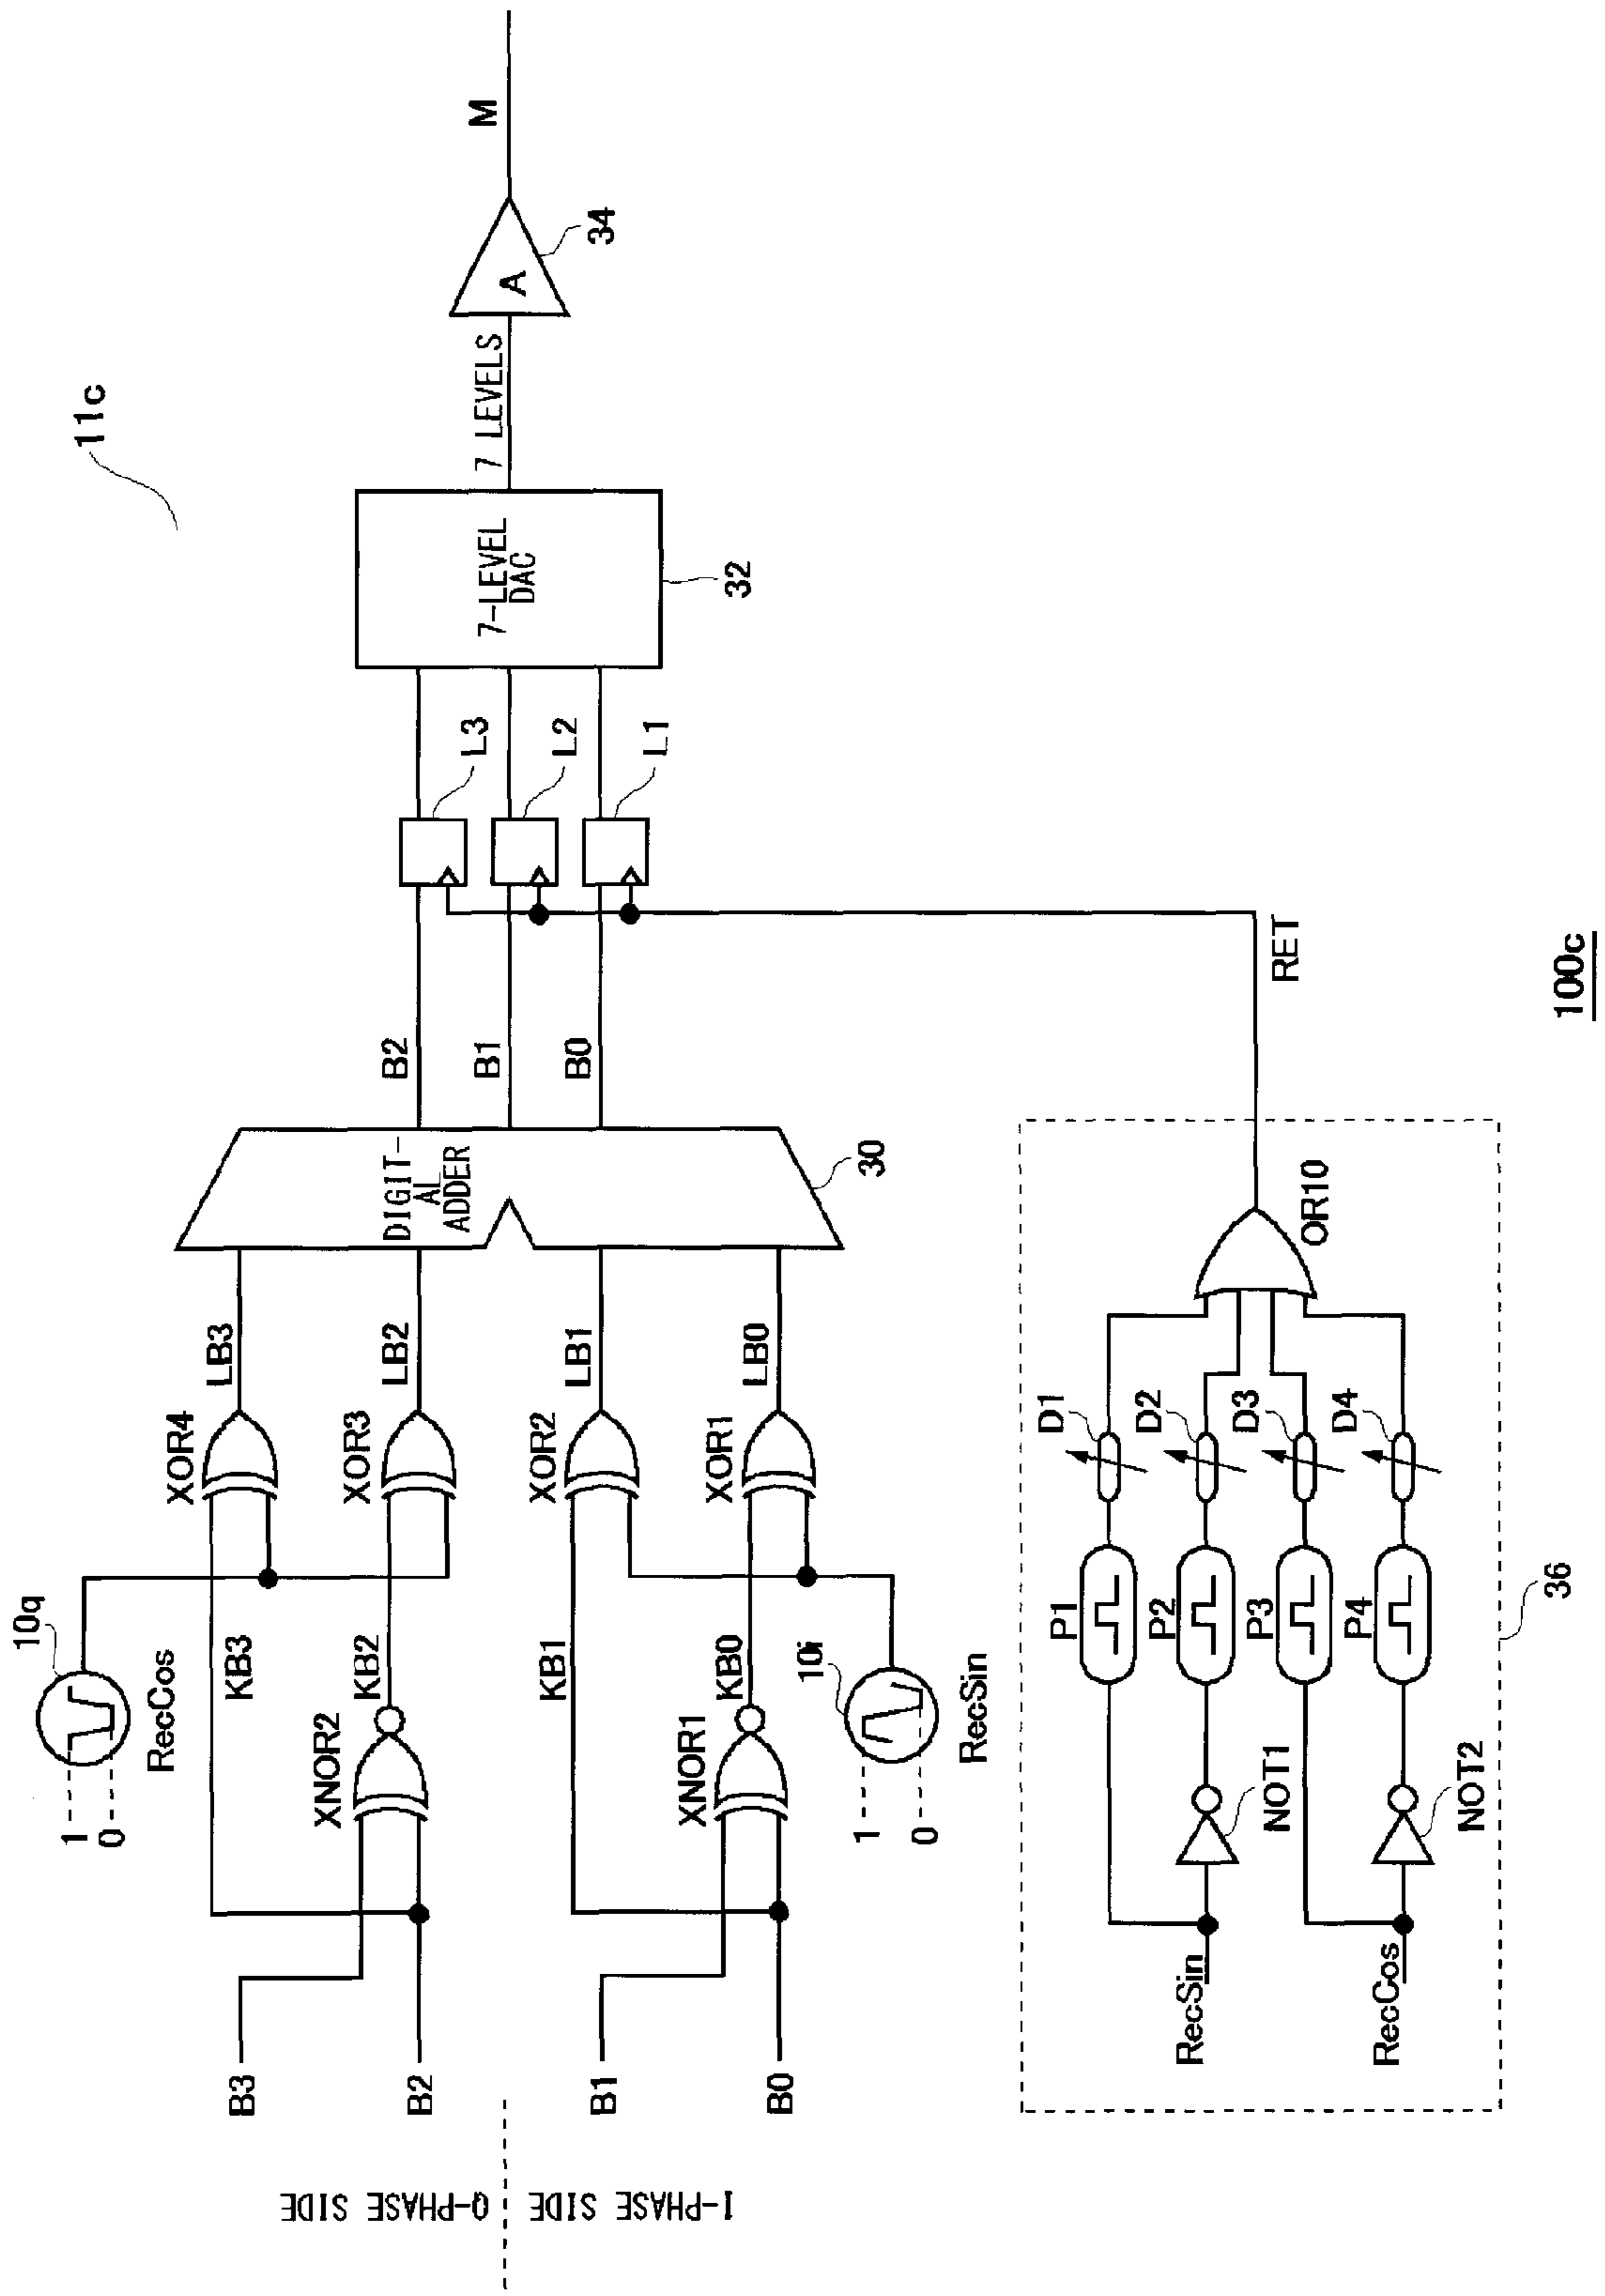 11c
10q
1
0
RecCos
XOR4
LB3
KB3
XNOR2
KB2
XOR3
LB2
B3
B2
Q-PHASE SIDE
I-PHASE SIDE
B1
B0
KB1
XNOR1
KB0
XOR2
LB1
XOR1
LB0
10i
1
0
RecSin
DIGIT-
AL
ADDER
30
B2
B1
B0
L3
L2
L1
7-LEVEL
DAC
32
7 LEVELS
A
34
M
RET
RecSin
RecCos
NOT1
NOT2
P1
P2
P3
P4
D1
D2
D3
D4
OR10
36
100c